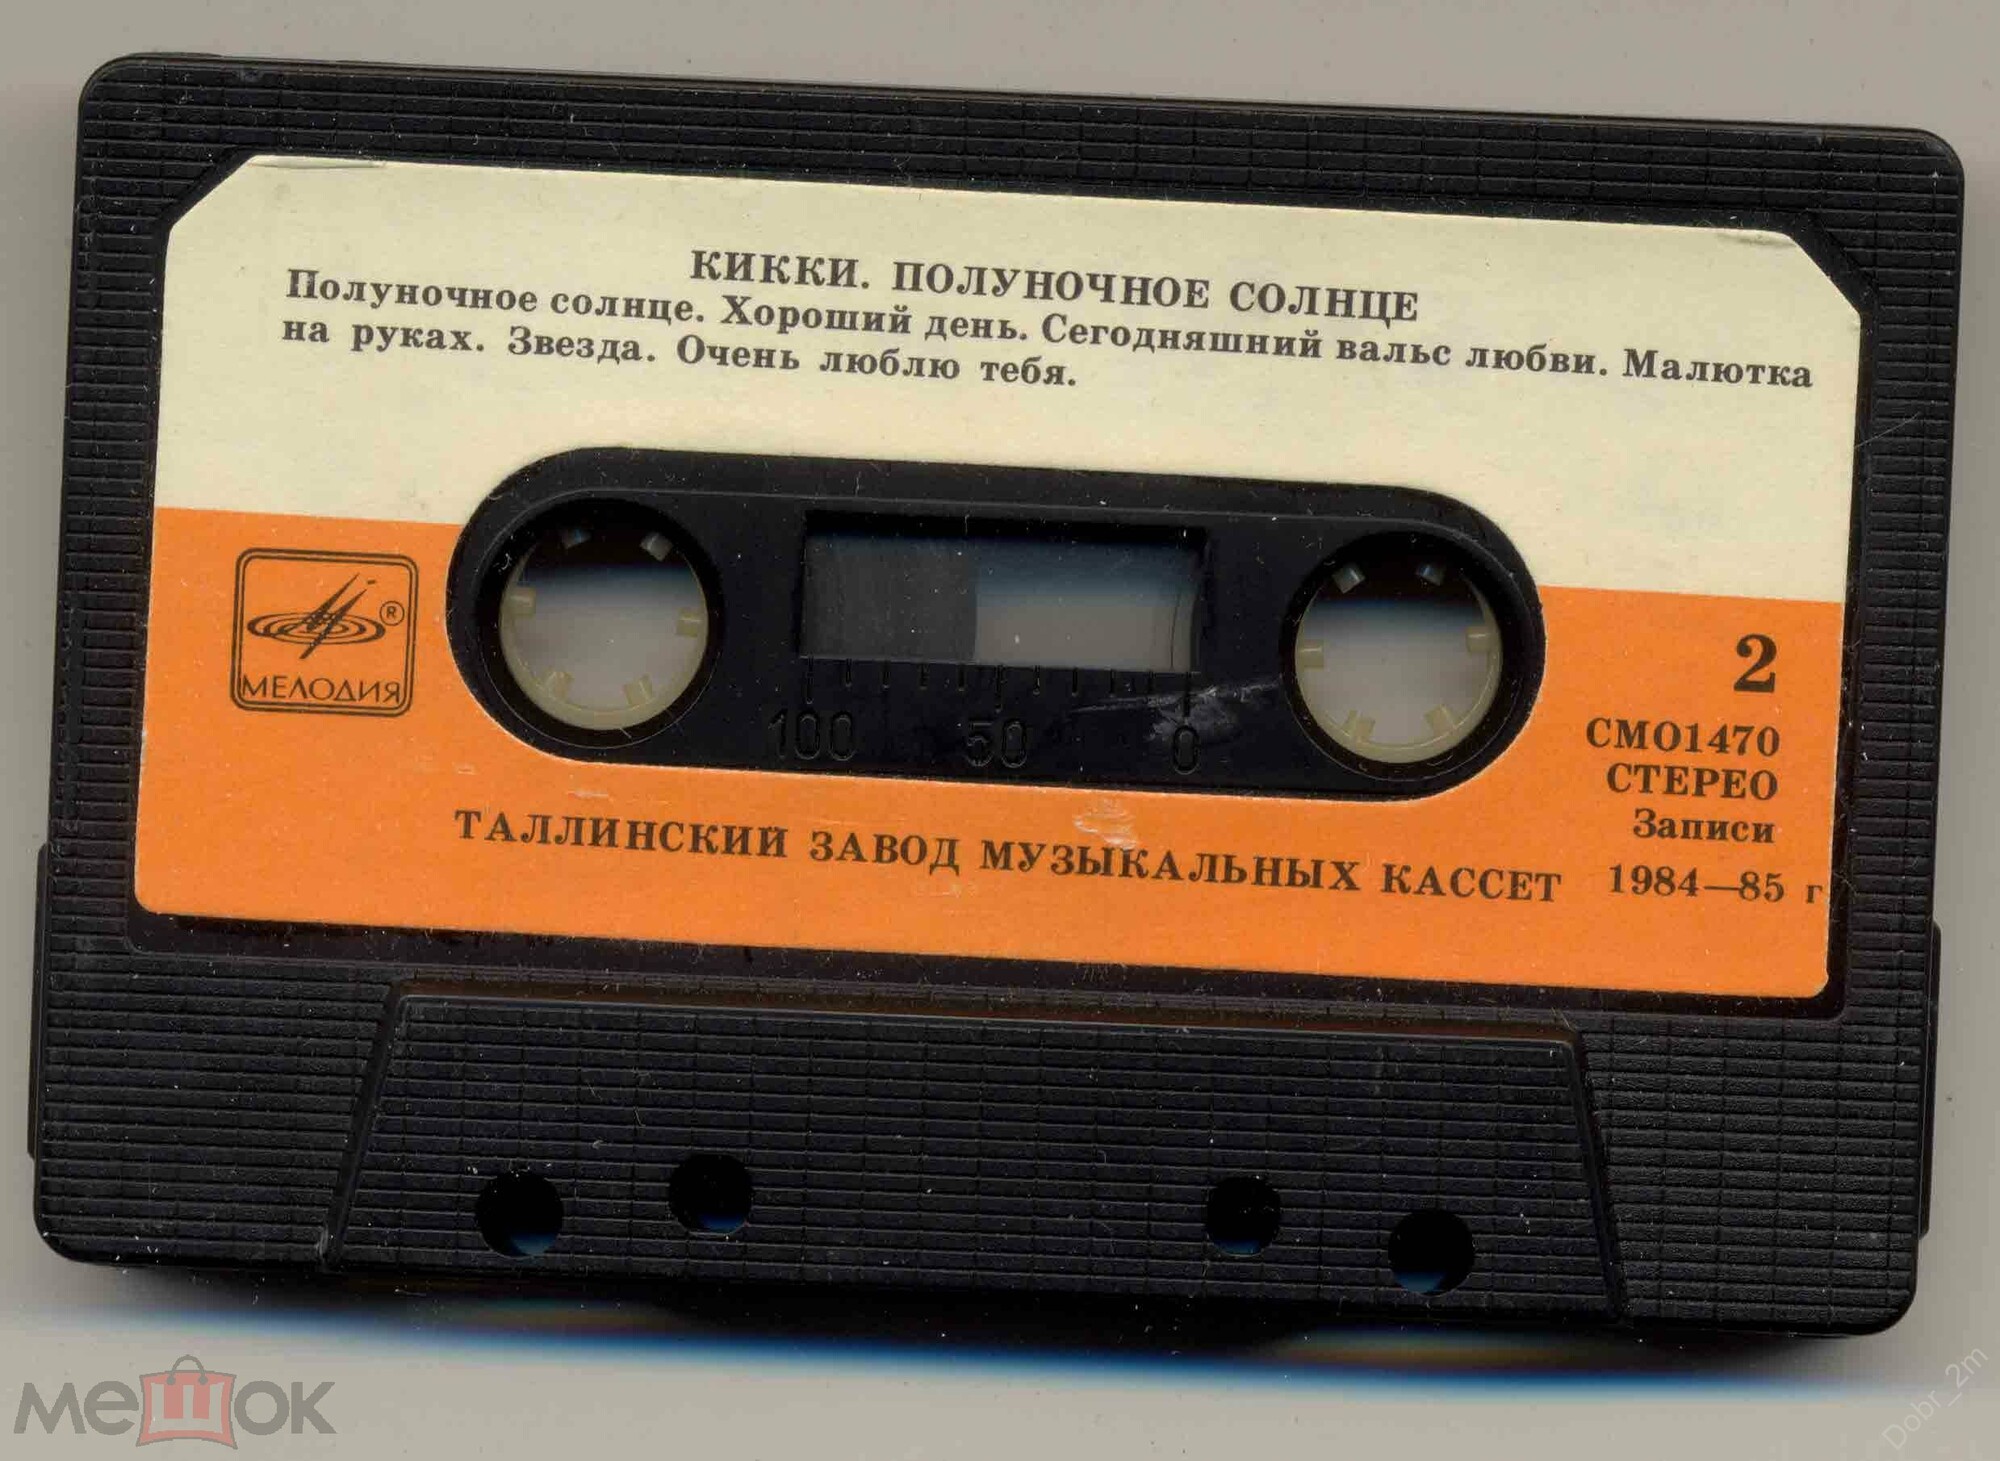 КИККИ. ПОЛУНОЧНОЕ СОЛНЦЕ
Полуночное солнце. Хороший день. Сегодняшний вальс любви. Малютка
на руках. Звезда. Очень люблю тебя.
® МЕЛОДИЯ
100 50 0
2
СМО1470
СТЕРЕО
Записи
1984—85 г
ТАЛЛИНСКИЙ ЗАВОД МУЗЫКАЛЬНЫХ КАССЕТ
мешок
Dobr_2m